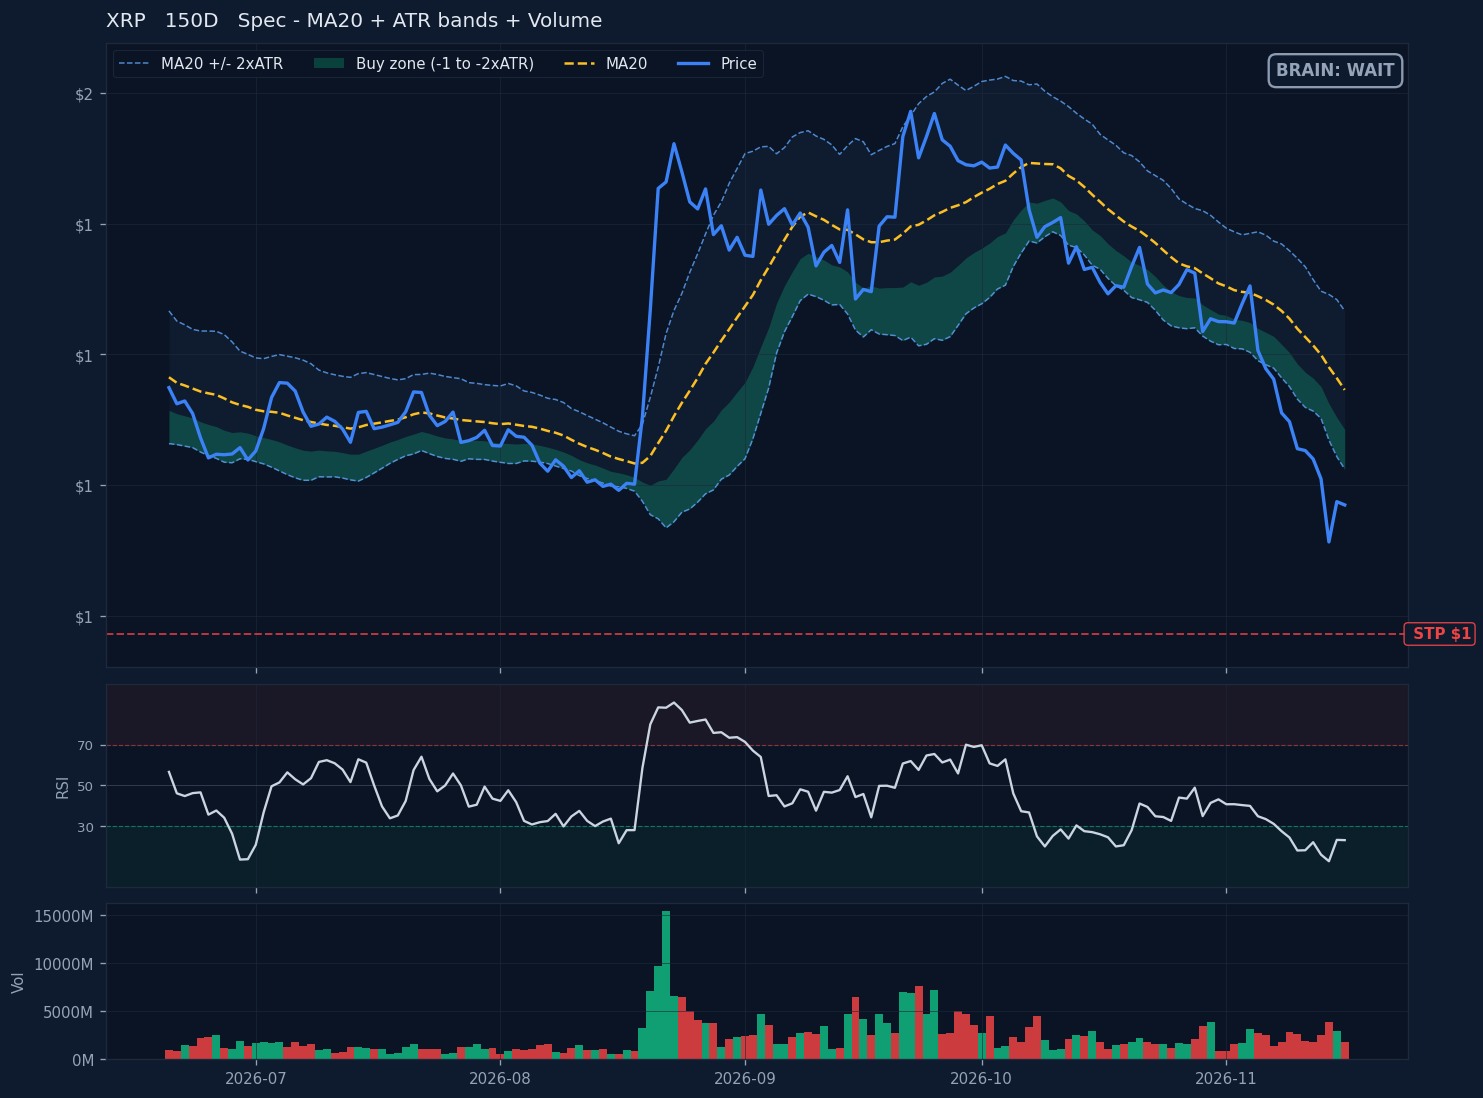 XRP   150D   Spec - MA20 + ATR bands + Volume
MA20 +/- 2xATR
Buy zone (-1 to -2xATR)
MA20
Price
BRAIN: WAIT
$2
$1
$1
$1
$1
STP $1
RSI
70
50
30
Vol
15000M
10000M
5000M
0M
2026-07
2026-08
2026-09
2026-10
2026-11